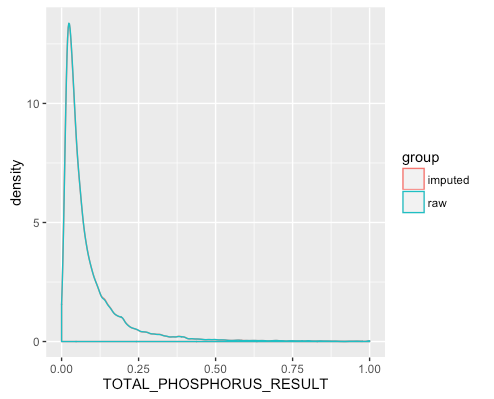 density
10
5
0
0.00 0.25 0.50 0.75 1.00
TOTAL_PHOSPHORUS_RESULT
group
imputed
raw